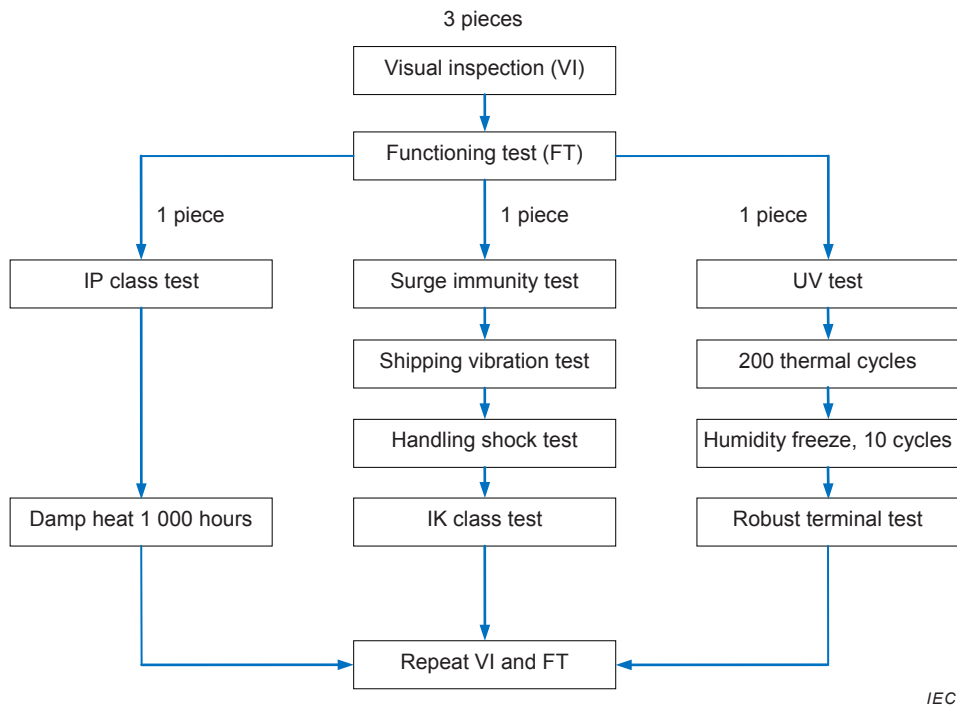 3 pieces
Visual inspection (VI)
Functioning test (FT)
1 piece
1 piece
1 piece
IP class test
Surge immunity test
UV test
Shipping vibration test
200 thermal cycles
Handling shock test
Humidity freeze, 10 cycles
Damp heat 1 000 hours
IK class test
Robust terminal test
Repeat VI and FT
IEC